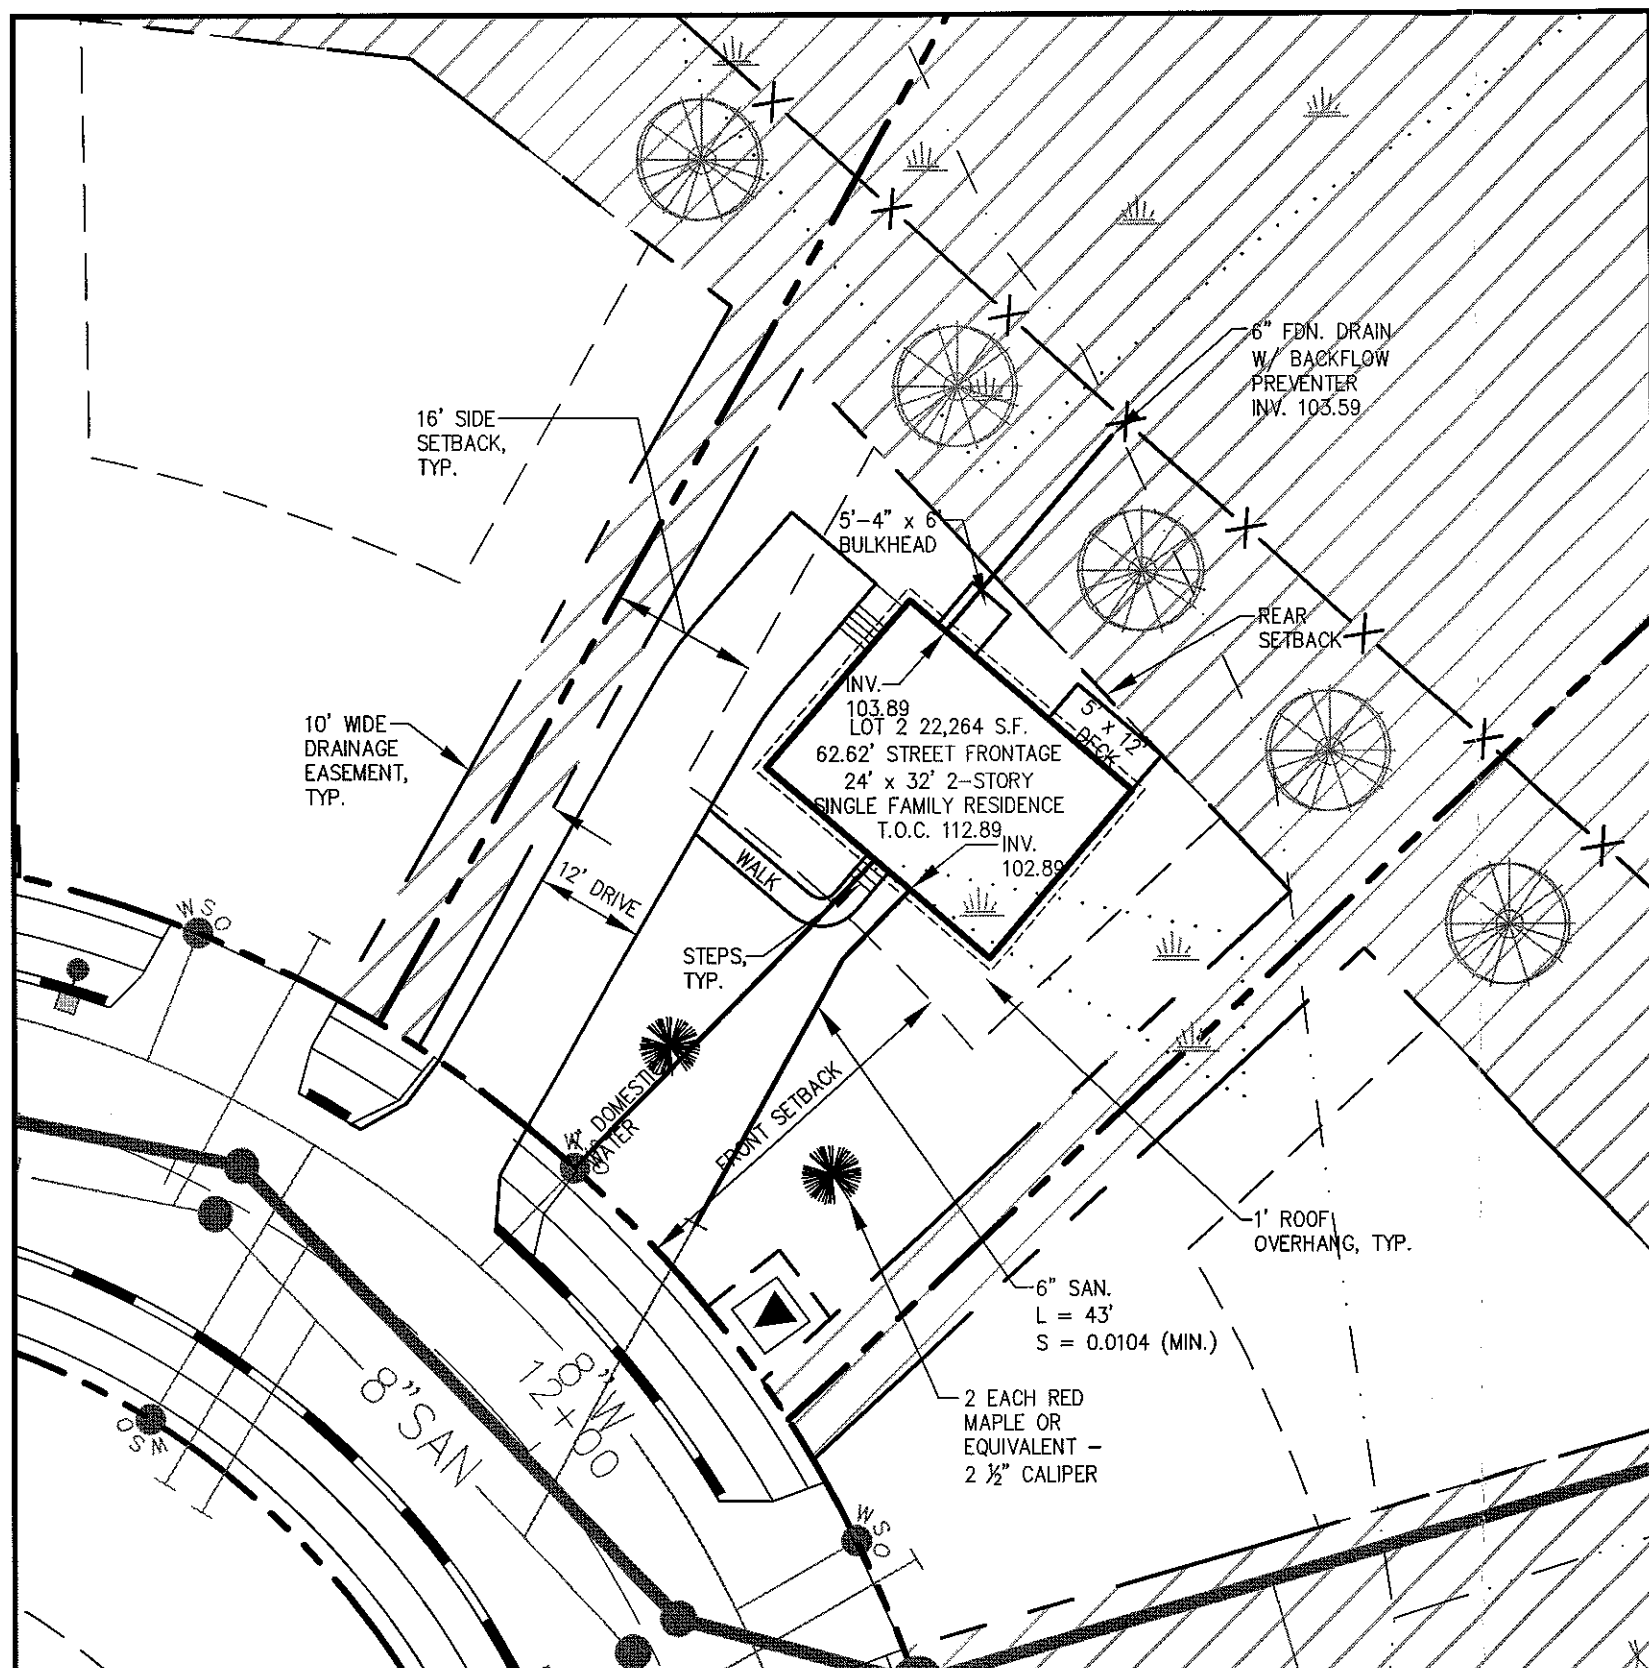 6" FDN. DRAIN
W/ BACKFLOW
PREVENTER
INV. 103.59
16' SIDE
SETBACK,
TYP.
5'-4" x 6'
BULKHEAD
REAR
SETBACK
INV.
103.89
LOT 2 22,264 S.F.
62.62' STREET FRONTAGE
24' x 32' 2-STORY
SINGLE FAMILY RESIDENCE
T.O.C. 112.89
INV.
102.89
5' x 12'
DECK
10' WIDE
DRAINAGE
EASEMENT,
TYP.
WALK
12' DRIVE
WSO
STEPS,
TYP.
DOMESTIC
WATER
FRONT SETBACK
1' ROOF
OVERHANG, TYP.
6" SAN.
L = 43'
S = 0.0104 (MIN.)
2 EACH RED
MAPLE OR
EQUIVALENT -
2 ½" CALIPER
8" SAN
8" W
12+00
WSO
WSO